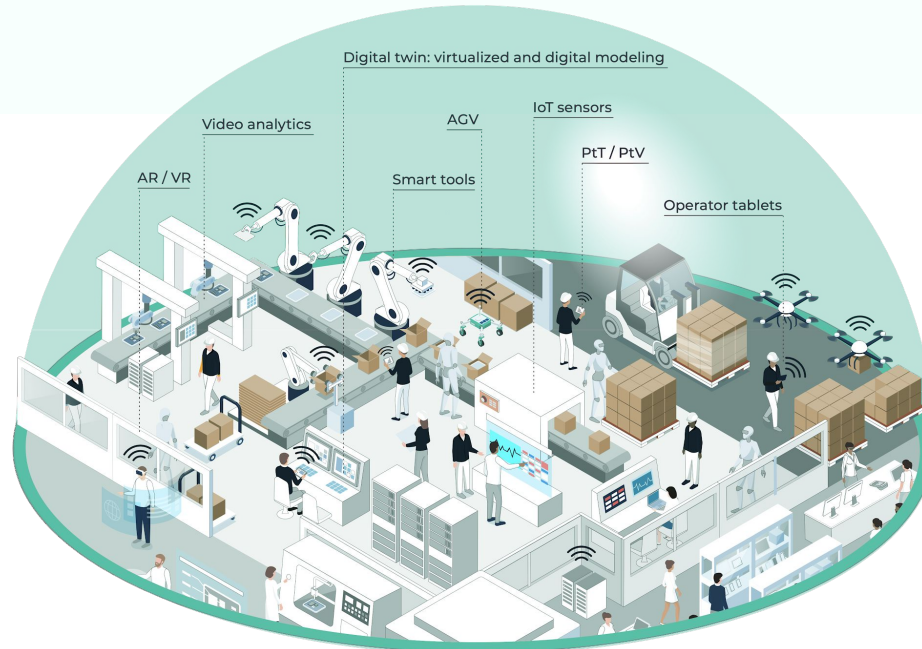 Digital twin: virtualized and digital modeling
IoT sensors
AGV
Video analytics
PtT / PtV
AR / VR
Smart tools
Operator tablets